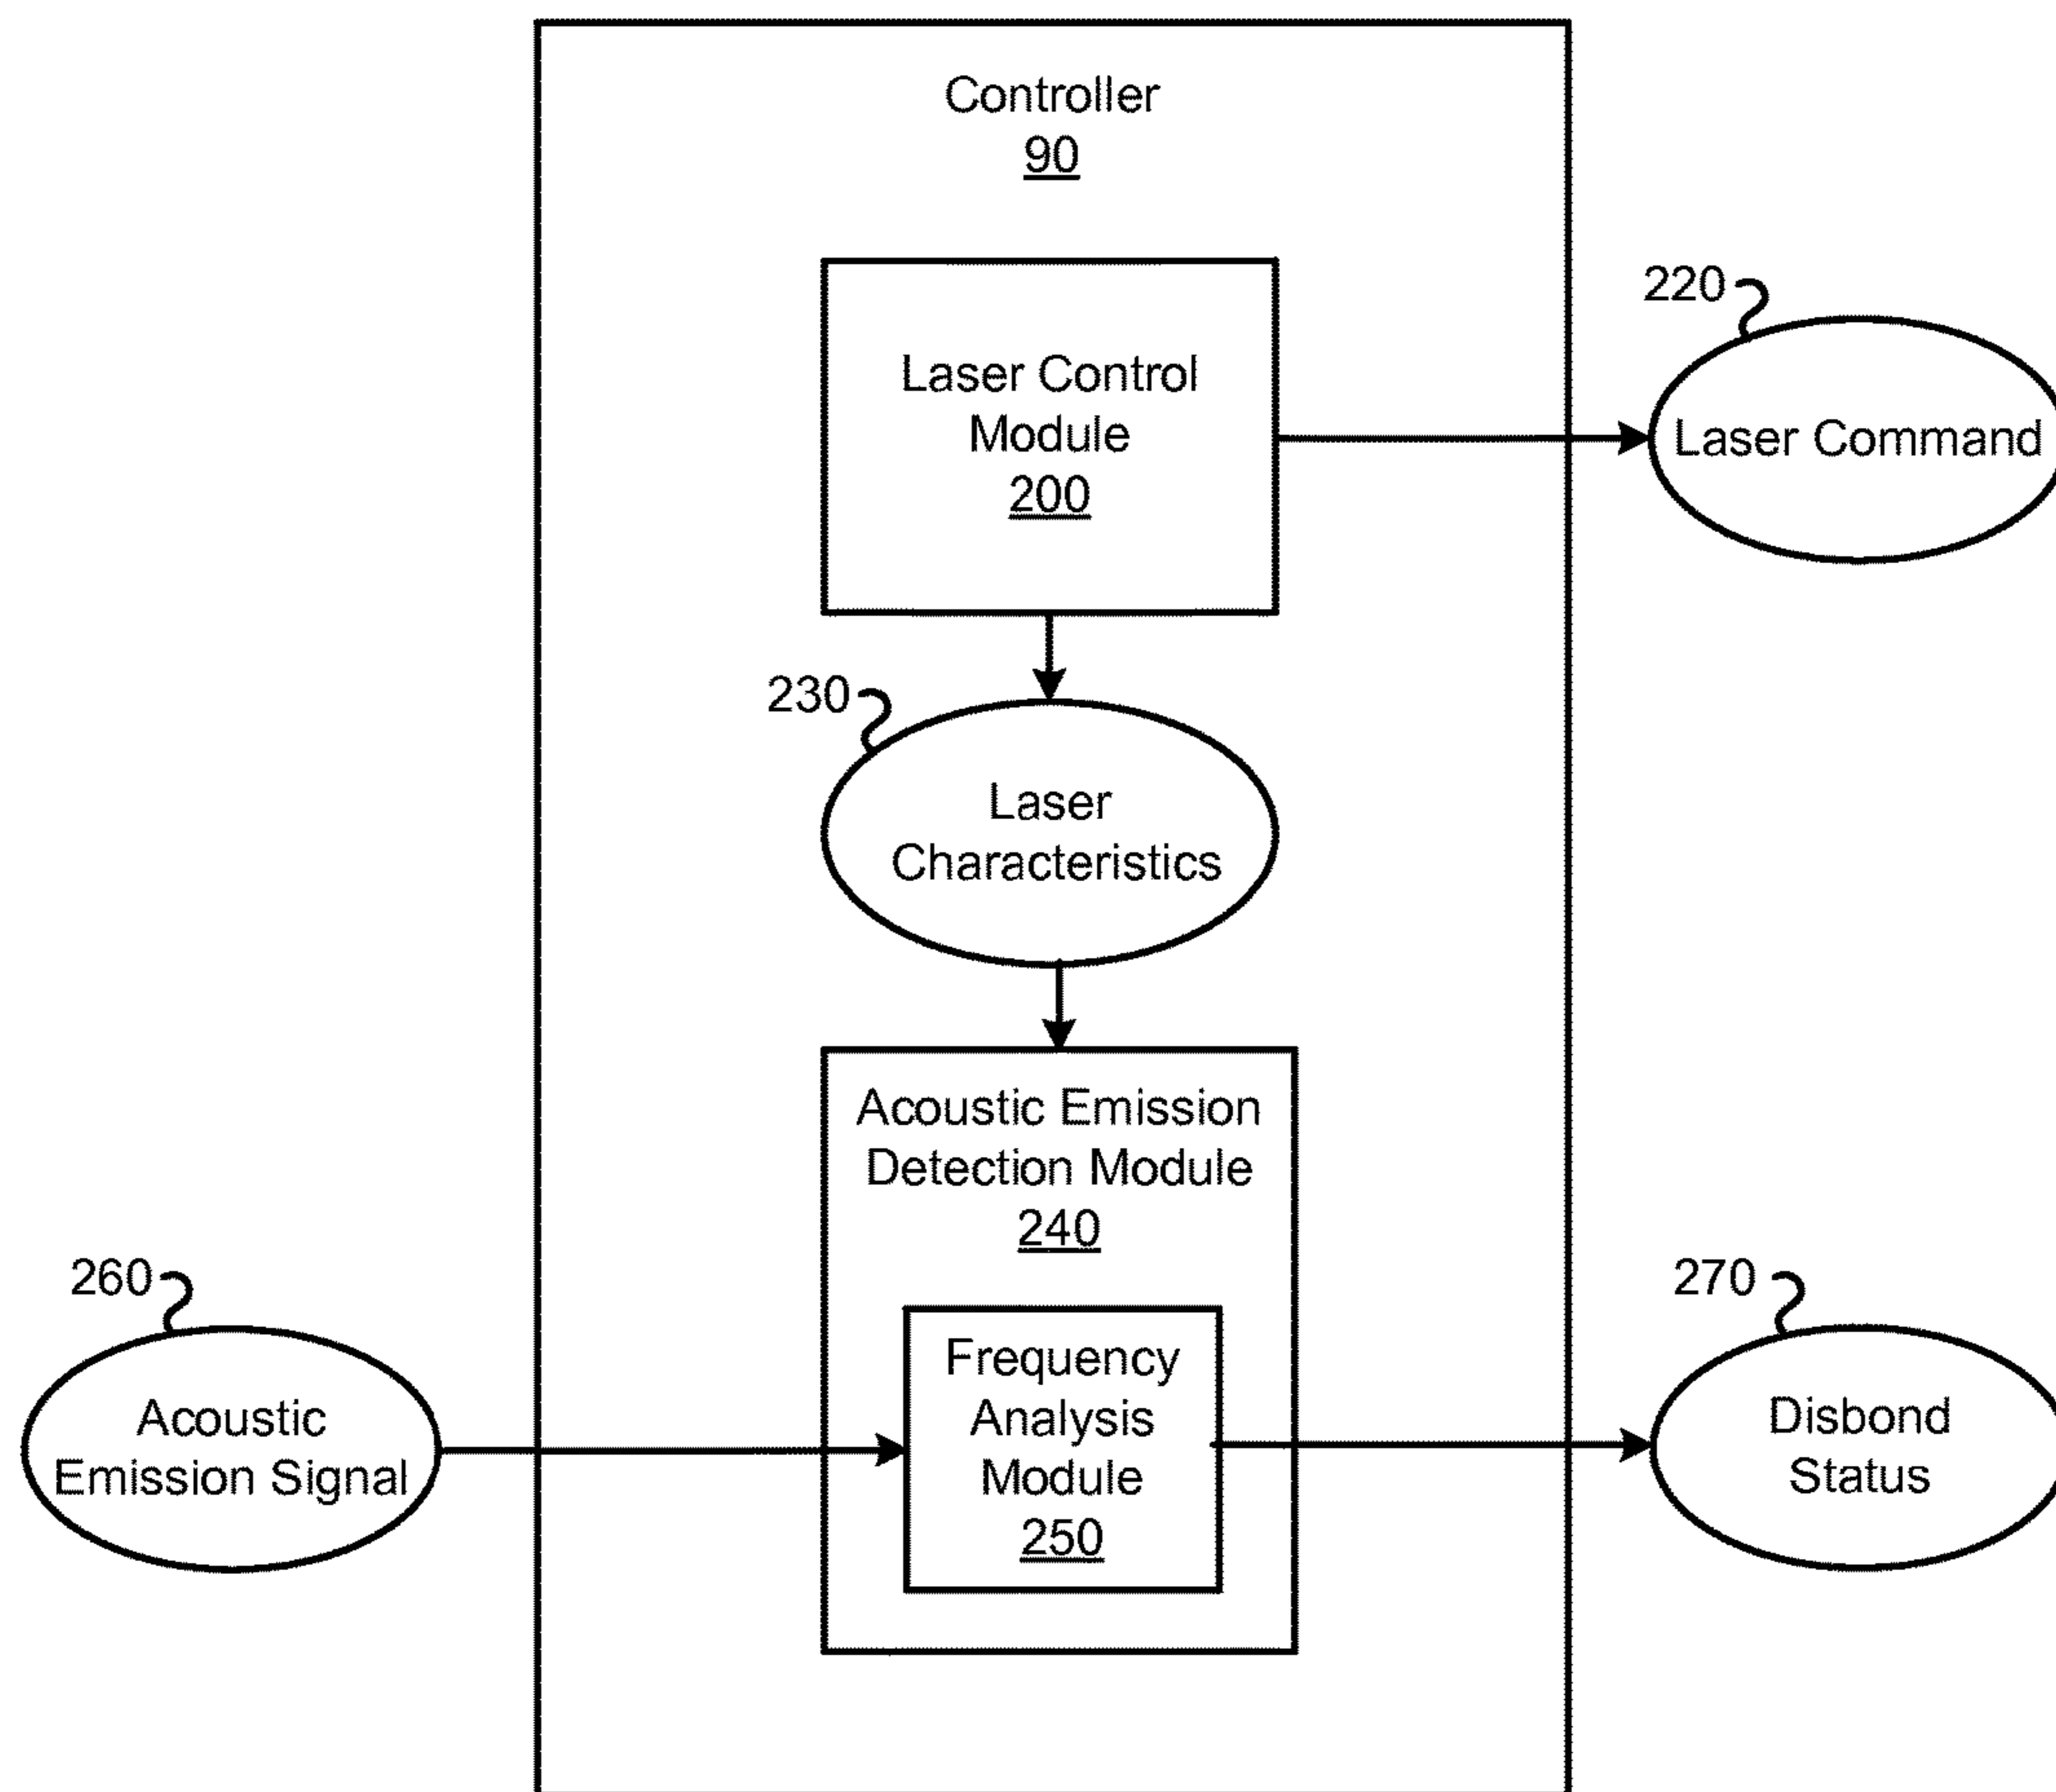 Controller
90
Laser Control
Module
200
220
Laser Command
230
Laser
Characteristics
Acoustic Emission
Detection Module
240
260
Acoustic
Emission Signal
Frequency
Analysis
Module
250
270
Disbond
Status